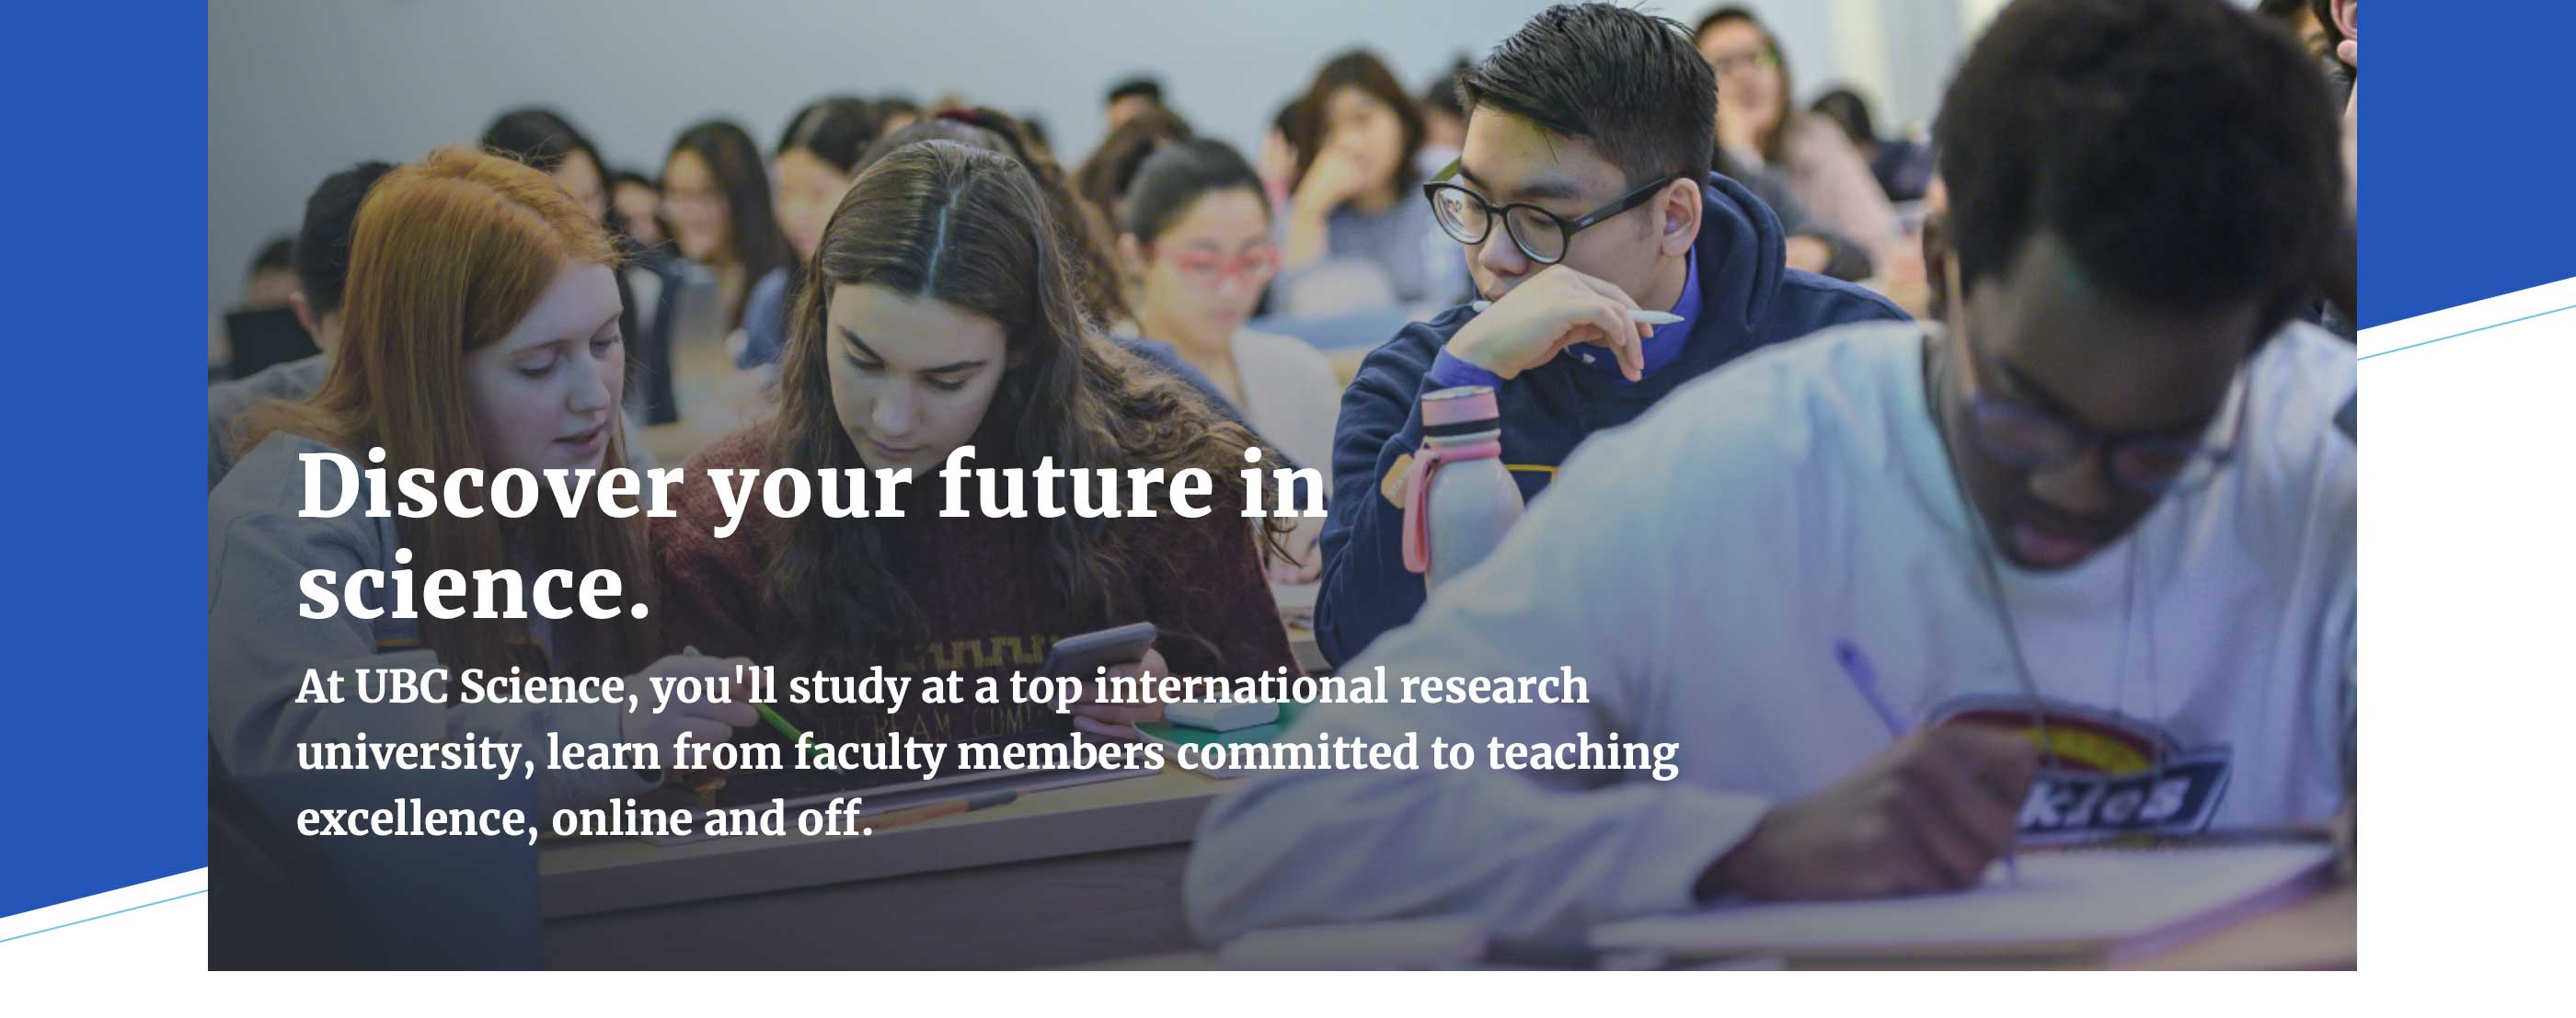 Discover your future in
science.
At UBC Science, you'll study at a top international research
university, learn from faculty members committed to teaching
excellence, online and off.